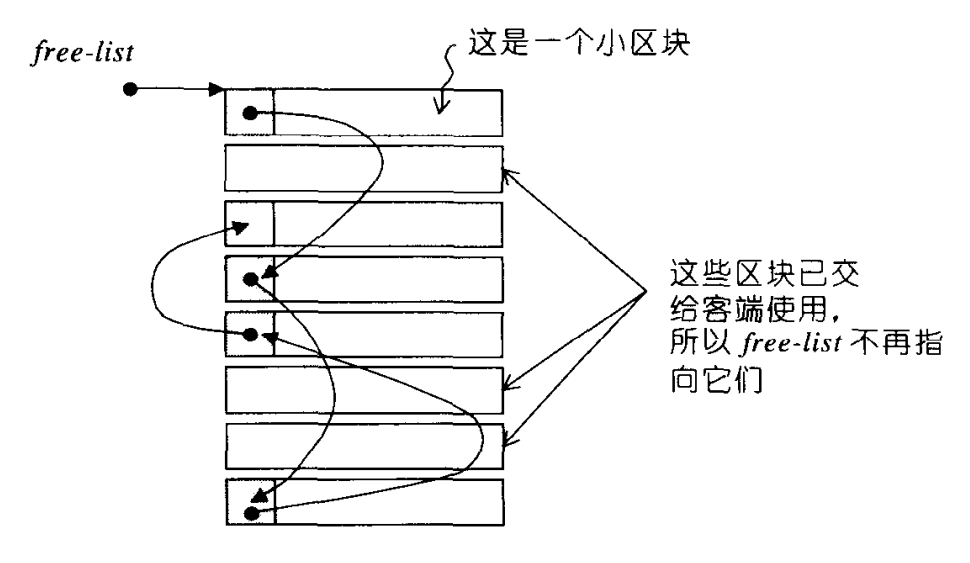 free-list
这是一个小区块
这些区块已交
给客端使用，
所以 free-list 不再指
向它们